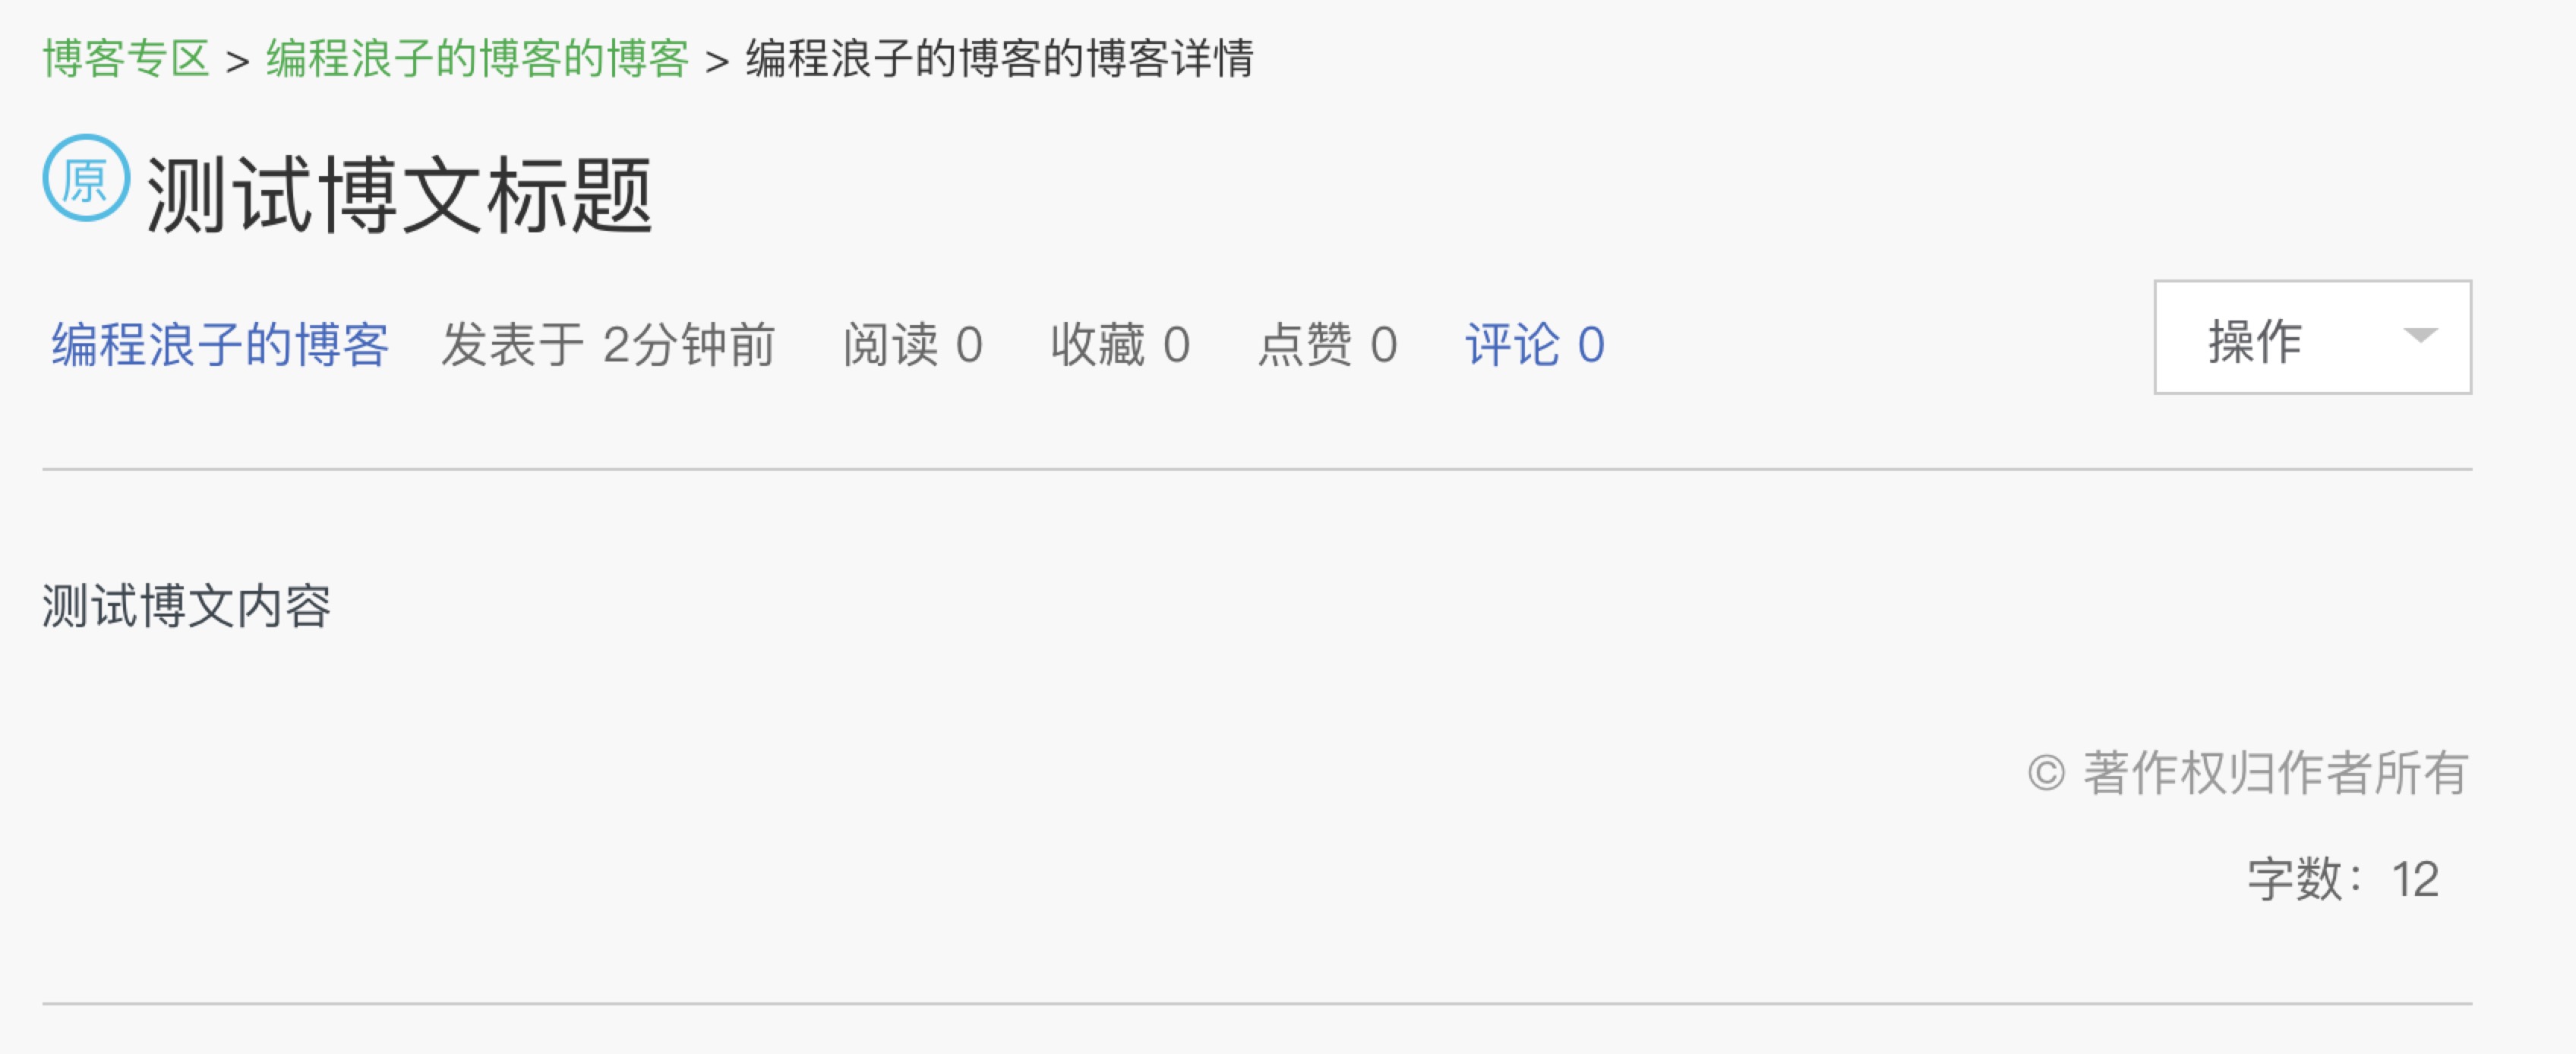 博客专区 > 编程浪子的博客的博客 > 编程浪子的博客的博客详情
原 测试博文标题
编程浪子的博客 发表于 2分钟前 阅读 0 收藏 0 点赞 0 评论 0 操作
测试博文内容
© 著作权归作者所有
字数：12